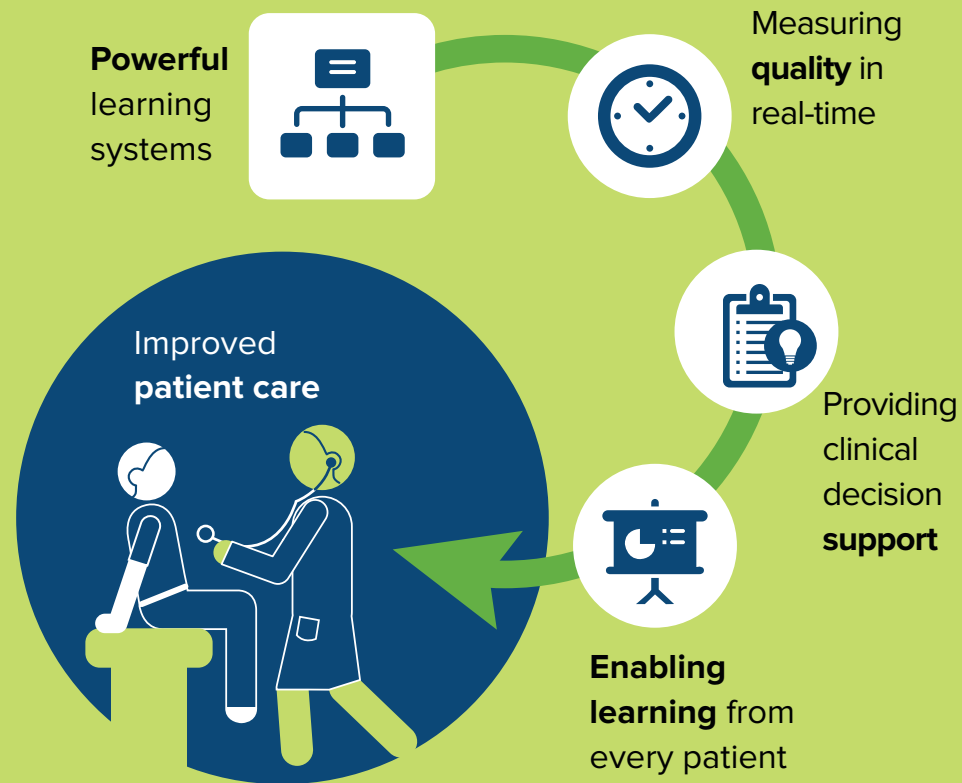 Powerful
learning
systems
Measuring
quality in
real-time
Providing
clinical
decision
support
Enabling
learning from
every patient
Improved
patient care